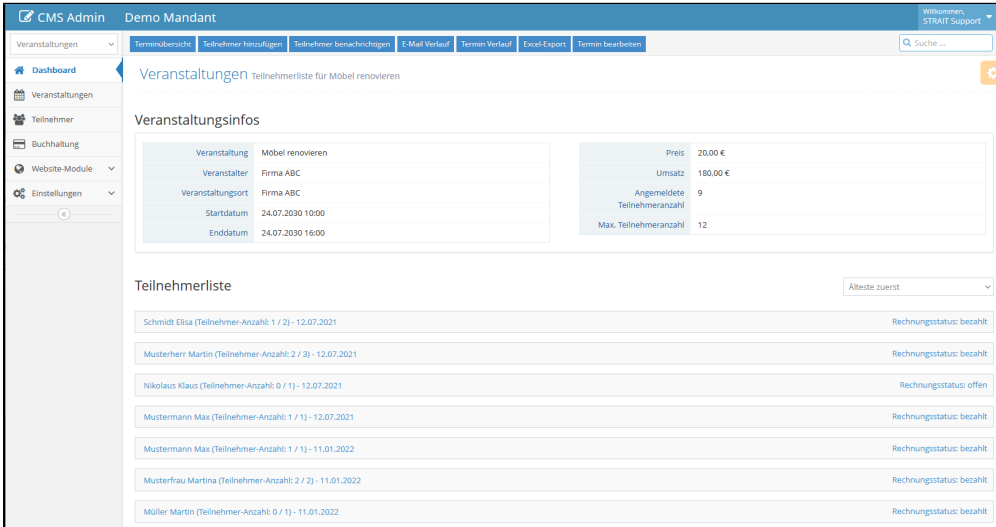 CMS Admin Demo Mandant Willkommen,
STRAIT Support
Veranstaltungen
Terminübersicht Teilnehmer hinzufügen Teilnehmer benachrichtigen E-Mail Verlauf Termin Verlauf Excel-Export Termin bearbeiten
Suche ...
Dashboard
Veranstaltungen
Teilnehmer
Buchhaltung
Website-Module
Einstellungen
Veranstaltungen Teilnehmerliste für Möbel renovieren
Veranstaltungsinfos
Veranstaltung Möbel renovieren
Veranstalter Firma ABC
Veranstaltungsort Firma ABC
Startdatum 24.07.2030 10:00
Enddatum 24.07.2030 16:00
Preis 20,00 €
Umsatz 180,00 €
Angemeldete 9
Teilnehmeranzahl
Max. Teilnehmeranzahl 12
Teilnehmerliste
Älteste zuerst
Schmidt Elisa (Teilnehmer-Anzahl: 1 / 2) - 12.07.2021 Rechnungsstatus: bezahlt
Musterherr Martin (Teilnehmer-Anzahl: 2 / 3) - 12.07.2021 Rechnungsstatus: bezahlt
Nikolaus Klaus (Teilnehmer-Anzahl: 0 / 1) - 12.07.2021 Rechnungsstatus: offen
Mustermann Max (Teilnehmer-Anzahl: 1 / 1) - 12.07.2021 Rechnungsstatus: bezahlt
Mustermann Max (Teilnehmer-Anzahl: 1 / 1) - 11.01.2022 Rechnungsstatus: bezahlt
Musterfrau Martina (Teilnehmer-Anzahl: 2 / 2) - 11.01.2022 Rechnungsstatus: bezahlt
Müller Martin (Teilnehmer-Anzahl: 0 / 1) - 11.01.2022 Rechnungsstatus: bezahlt